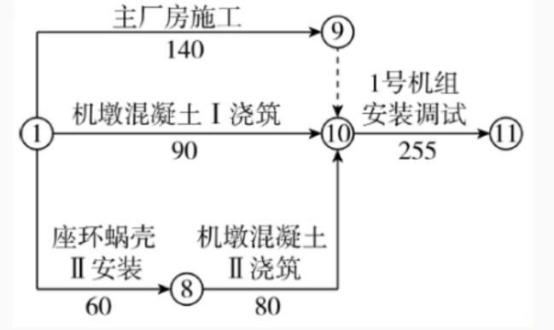 主厂房施工
140
⑨
1号机组
安装调试
255
机墩混凝土Ⅰ浇筑
90
①
⑩
⑪
座环蜗壳
Ⅱ安装
60
机墩混凝土
Ⅱ浇筑
80
⑧